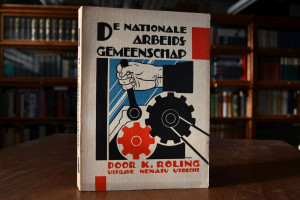 DE NATIONALE
ARBEIDS
GEMEENSCHAP
DOOR K. ROLING
UITGAVE NENASU UTRECHT